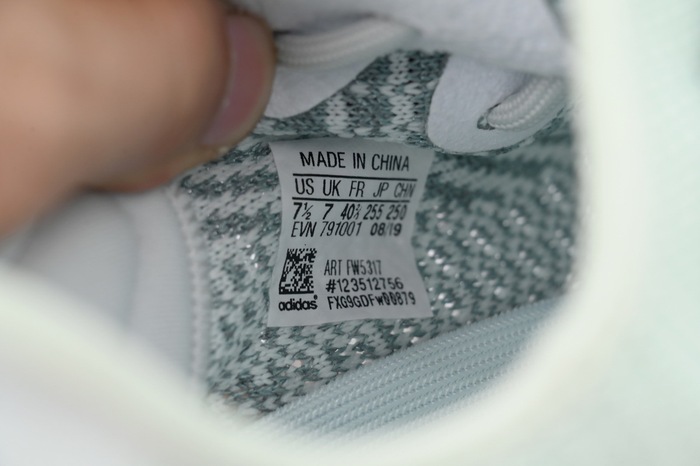 MADE IN CHINA
US UK FR JP CHN
7½ 7 40⅔ 255 250
EVN 791001 08/19
ART FW5317
#123512756
adidas FXG9GDFW00879